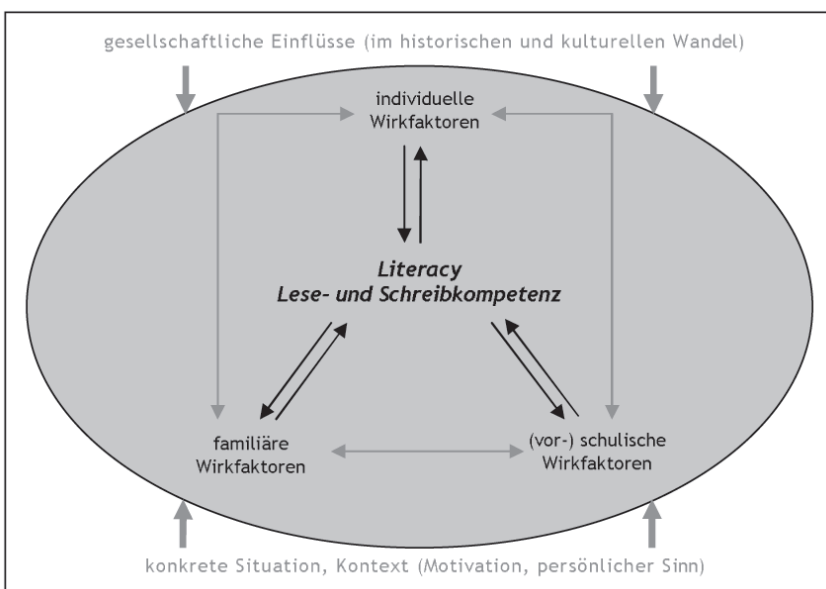 gesellschaftliche Einflüsse (im historischen und kulturellen Wandel)
individuelle
Wirkfaktoren
Literacy
Lese- und Schreibkompetenz
familiäre
Wirkfaktoren
(vor-) schulische
Wirkfaktoren
konkrete Situation, Kontext (Motivation, persönlicher Sinn)